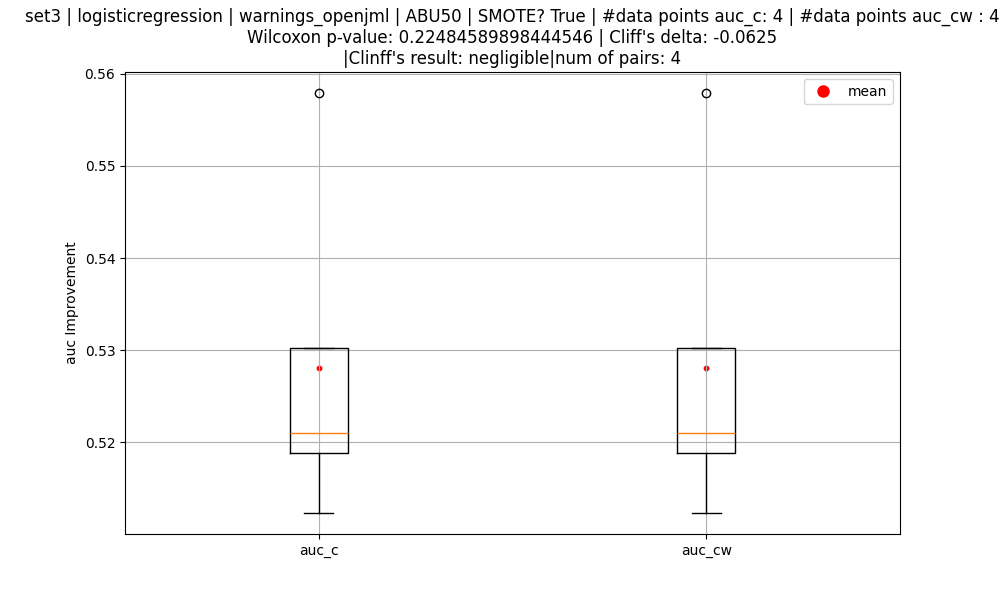 set3 | logisticregression | warnings_openjml | ABU50 | SMOTE? True | #data points auc_c: 4 | #data points auc_cw : 4
Wilcoxon p-value: 0.22484589898444546 | Cliff's delta: -0.0625
|Clinff's result: negligible|num of pairs: 4
mean
0.56
0.55
0.54
0.53
0.52
auc Improvement
auc_c
auc_cw